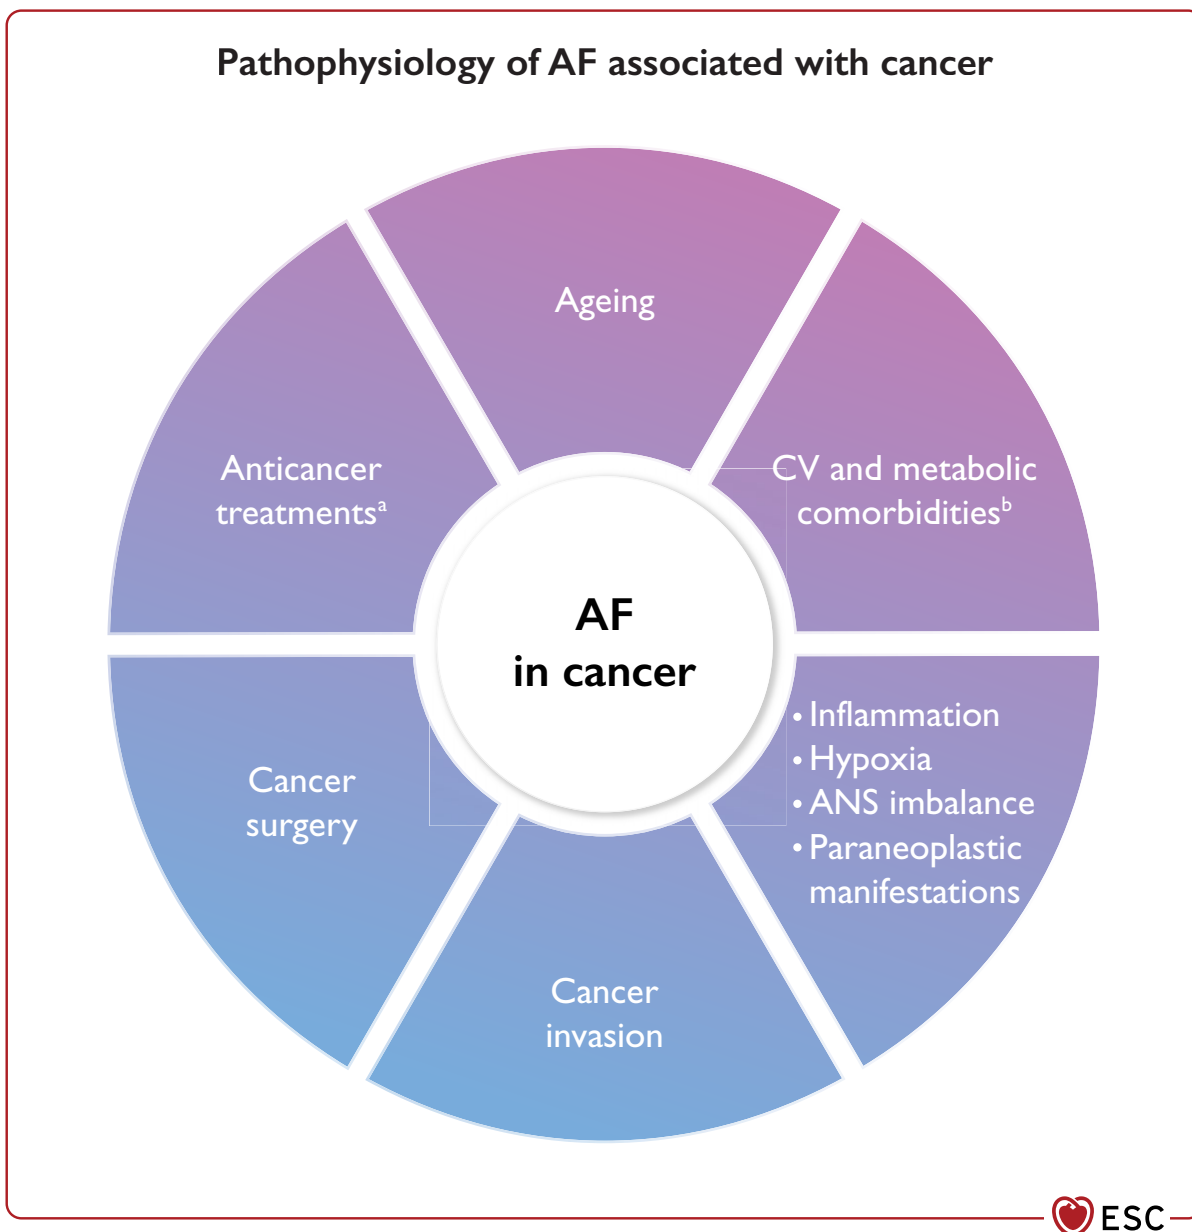 Pathophysiology of AF associated with cancer
Ageing
CV and metabolic
comorbiditiesᵇ
• Inflammation
• Hypoxia
• ANS imbalance
• Paraneoplastic
manifestations
Cancer
invasion
Cancer
surgery
Anticancer
treatmentsᵃ
AF
in cancer
ESC